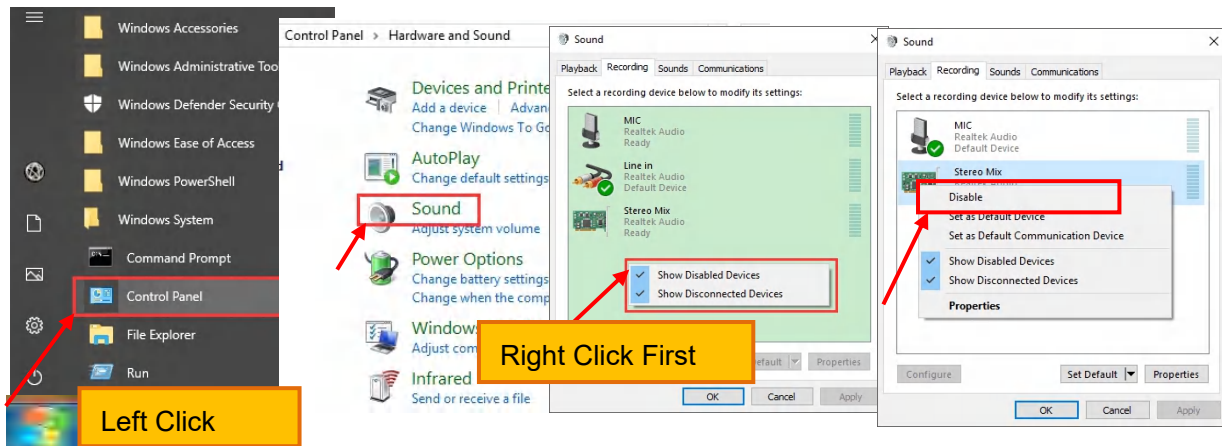 Windows Accessories
Windows Administrative Too
Windows Defender Security
Windows Ease of Access
Windows PowerShell
Windows System
Command Prompt
Control Panel
File Explorer
Run
Left Click
Control Panel > Hardware and Sound
Devices and Printe
Add a device Advan
Change Windows To Go
AutoPlay
Change default settings
Sound
Adjust system volume
Power Options
Change battery settings
Change when the comp
Window
Adjust com
Infrared
Send or receive a file
Right Click First
Sound
Playback Recording Sounds Communications
Select a recording device below to modify its settings:
MIC
Realtek Audio
Ready
Line in
Realtek Audio
Default Device
Stereo Mix
Realtek Audio
Ready
Show Disabled Devices
Show Disconnected Devices
efault Properties
OK Cancel Apply
Sound
Playback Recording Sounds Communications
Select a recording device below to modify its settings:
MIC
Realtek Audio
Default Device
Stereo Mix
Disable
Set as Default Device
Set as Default Communication Device
Show Disabled Devices
Show Disconnected Devices
Properties
Configure Set Default Properties
OK Cancel Apply